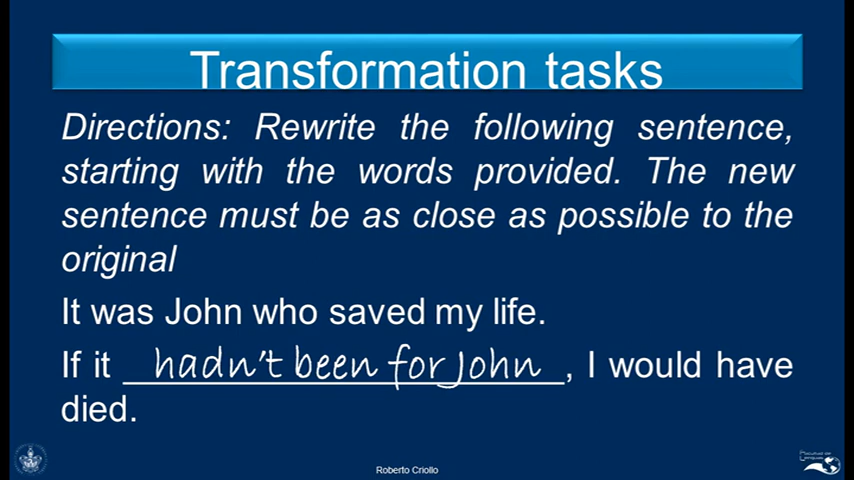 Transformation tasks
Directions: Rewrite the following sentence,
starting with the words provided. The new
sentence must be as close as possible to the
original
It was John who saved my life.
If it hadn't been for John, I would have
died.
Roberto Criollo